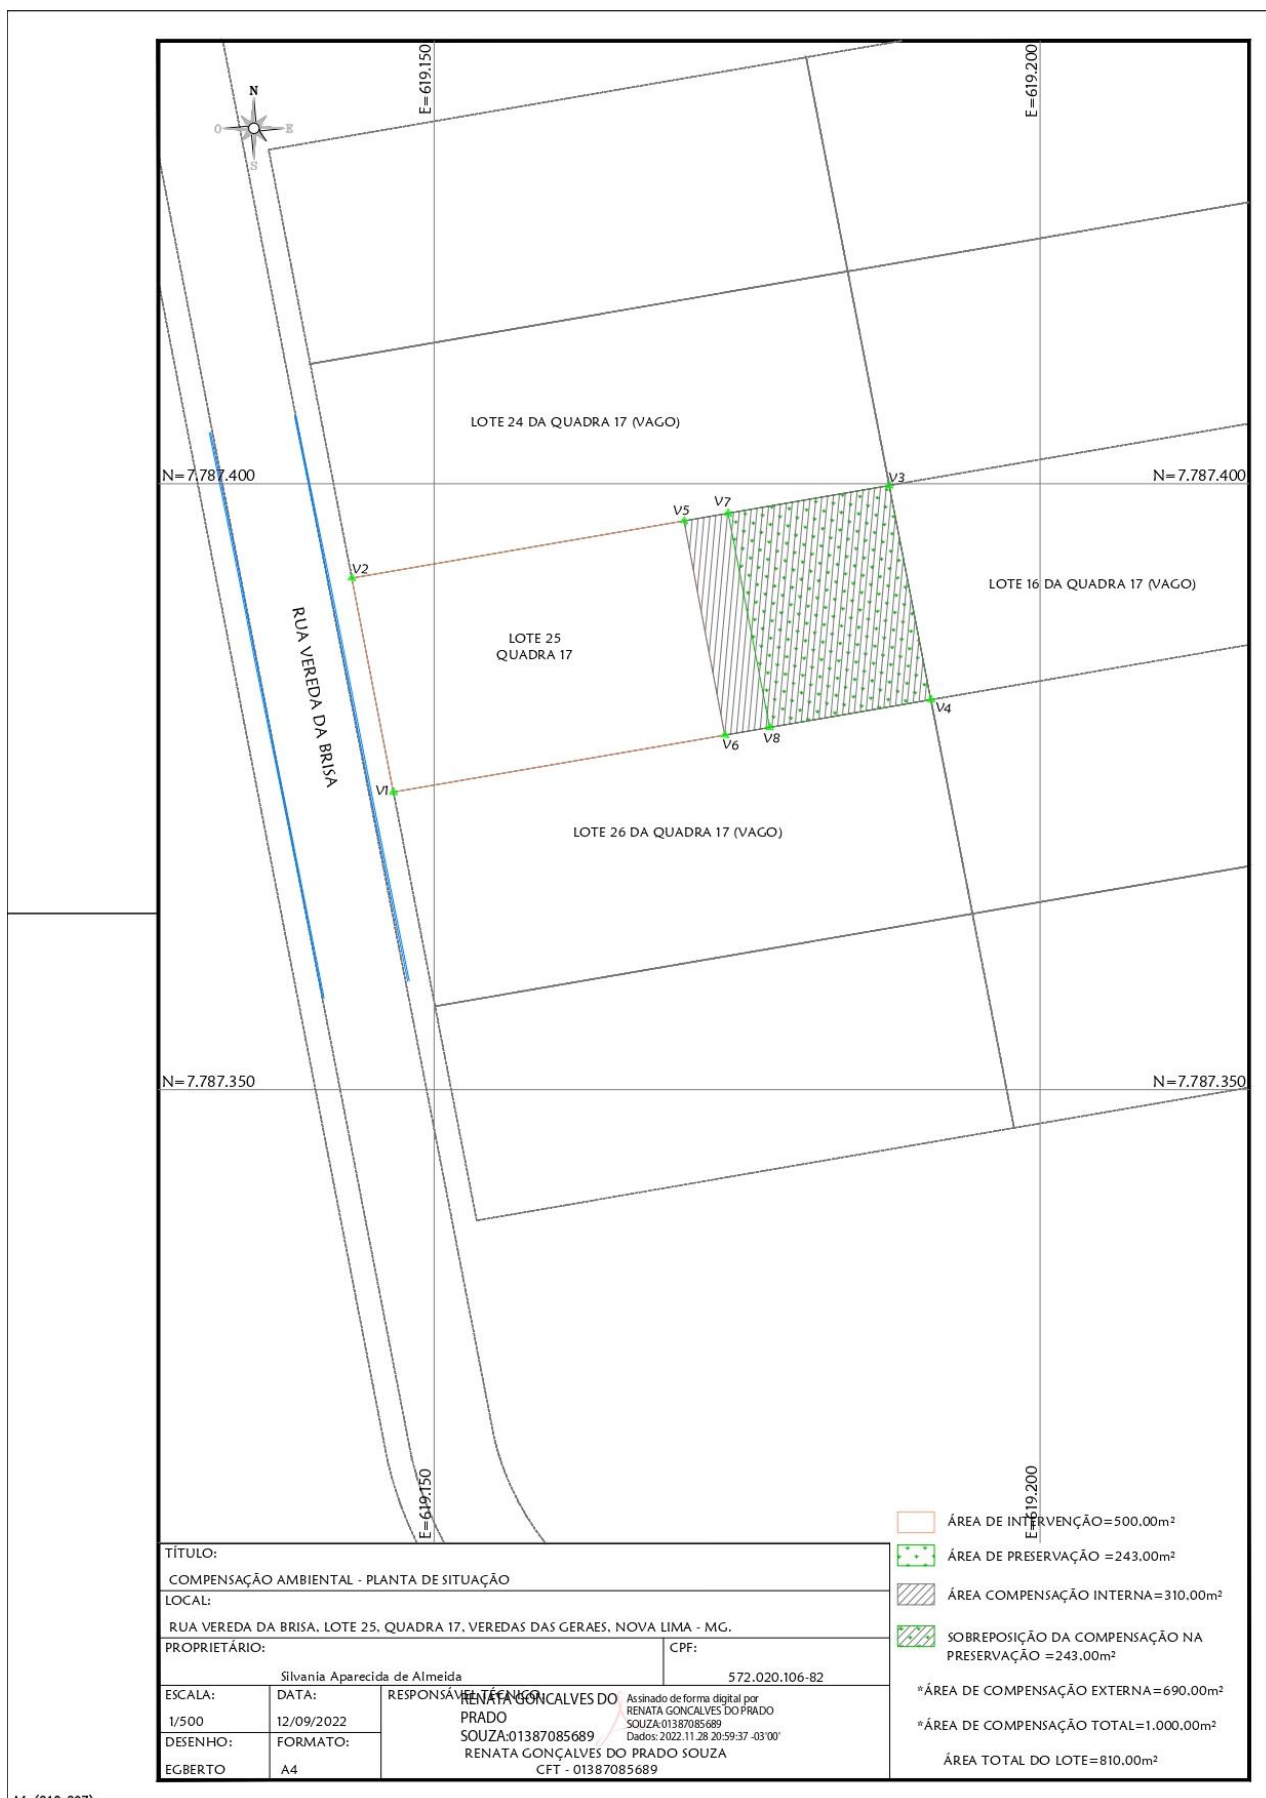 E=619.150
E=619.200
N
O
E
S
LOTE 24 DA QUADRA 17 (VAGO)
N=7.787.400
N=7.787.400
V3
V7
V5
V2
LOTE 16 DA QUADRA 17 (VAGO)
RUA VEREDA DA BRISA
LOTE 25
QUADRA 17
V4
V6
V8
V1
LOTE 26 DA QUADRA 17 (VAGO)
N=7.787.350
N=7.787.350
E=619.150
E=619.200
ÁREA DE INTERVENÇÃO=500,00m²
ÁREA DE PRESERVAÇÃO =243,00m²
ÁREA COMPENSAÇÃO INTERNA=310,00m²
SOBREPOSIÇÃO DA COMPENSAÇÃO NA
PRESERVAÇÃO =243,00m²
*ÁREA DE COMPENSAÇÃO EXTERNA=690,00m²
*ÁREA DE COMPENSAÇÃO TOTAL=1.000,00m²
ÁREA TOTAL DO LOTE=810,00m²
TÍTULO:
COMPENSAÇÃO AMBIENTAL - PLANTA DE SITUAÇÃO
LOCAL:
RUA VEREDA DA BRISA, LOTE 25, QUADRA 17, VEREDAS DAS GERAES, NOVA LIMA - MG.
PROPRIETÁRIO:
Silvania Aparecida de Almeida
CPF:
572.020.106-82
ESCALA:
1/500
DATA:
12/09/2022
RESPONSÁVEL TÉCNICO:
RENATA GONCALVES DO
PRADO
SOUZA:01387085689
Assinado de forma digital por
RENATA GONCALVES DO PRADO
SOUZA:01387085689
Dados: 2022.11.28 20:59:37 -03'00'
RENATA GONÇALVES DO PRADO SOUZA
CFT - 01387085689
DESENHO:
EGBERTO
FORMATO:
A4